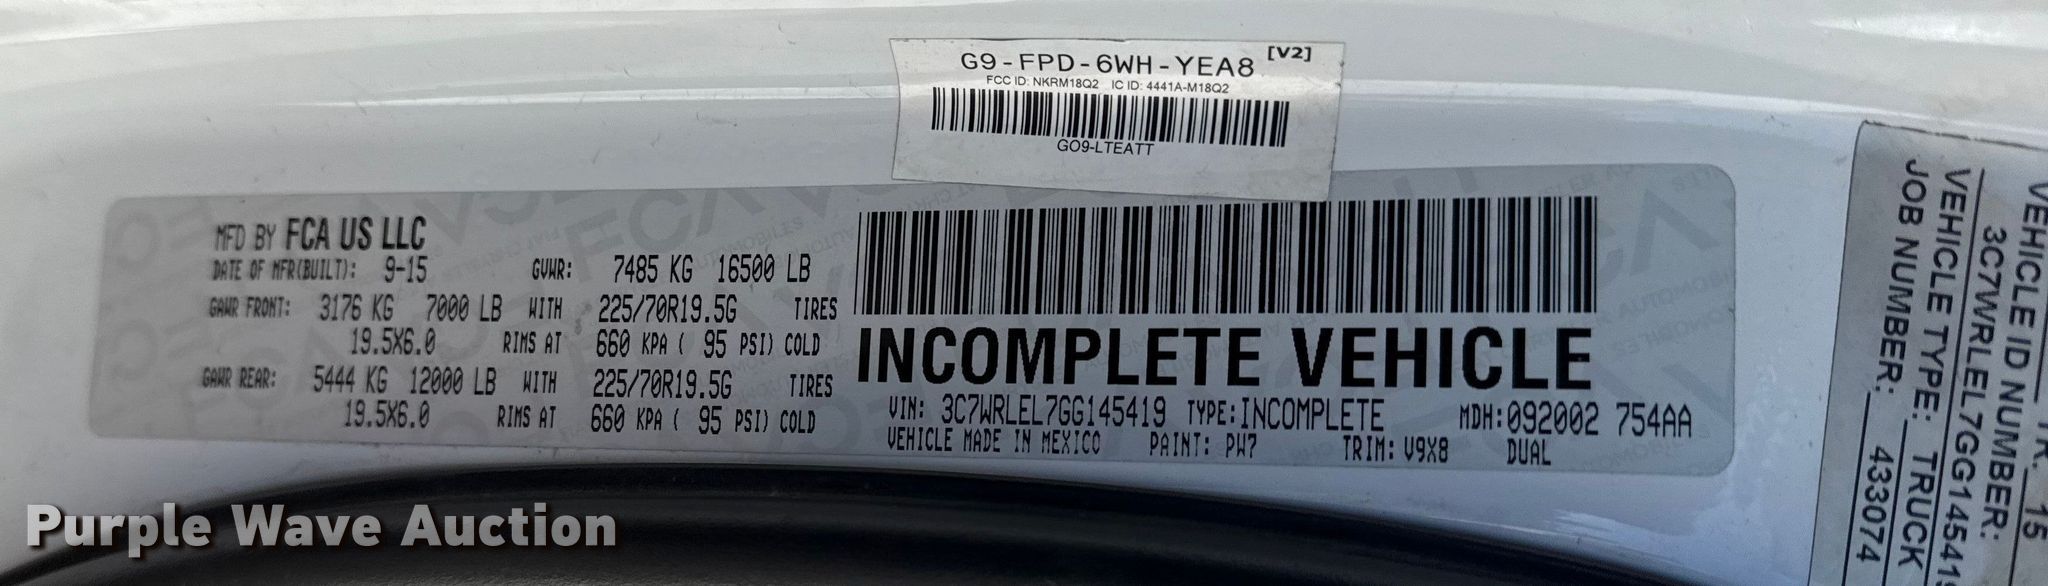 G9-FPD-6WH-YEA8 [V2]
FCC ID: NKRM18Q2 IC ID: 4441A-M18Q2
GO9-LTEATT
MFD BY FCA US LLC
DATE OF MFR(BUILT): 9-15 GVWR: 7485 KG 16500 LB
GAWR FRONT: 3176 KG 7000 LB WITH 225/70R19.5G TIRES
19.5X6.0 RIMS AT 660 KPA ( 95 PSI) COLD
GAWR REAR: 5444 KG 12000 LB WITH 225/70R19.5G TIRES
19.5X6.0 RIMS AT 660 KPA ( 95 PSI) COLD
INCOMPLETE VEHICLE
VIN: 3C7WRLEL7GG145419 TYPE: INCOMPLETE MDH: 092002 754AA
VEHICLE MADE IN MEXICO PAINT: PW7 TRIM: V9X8 DUAL
15
VEHICLE ID NUMBER:
3C7WRLEL7GG145419
VEHICLE TYPE: TRUCK
JOB NUMBER: 433074
Purple Wave Auction